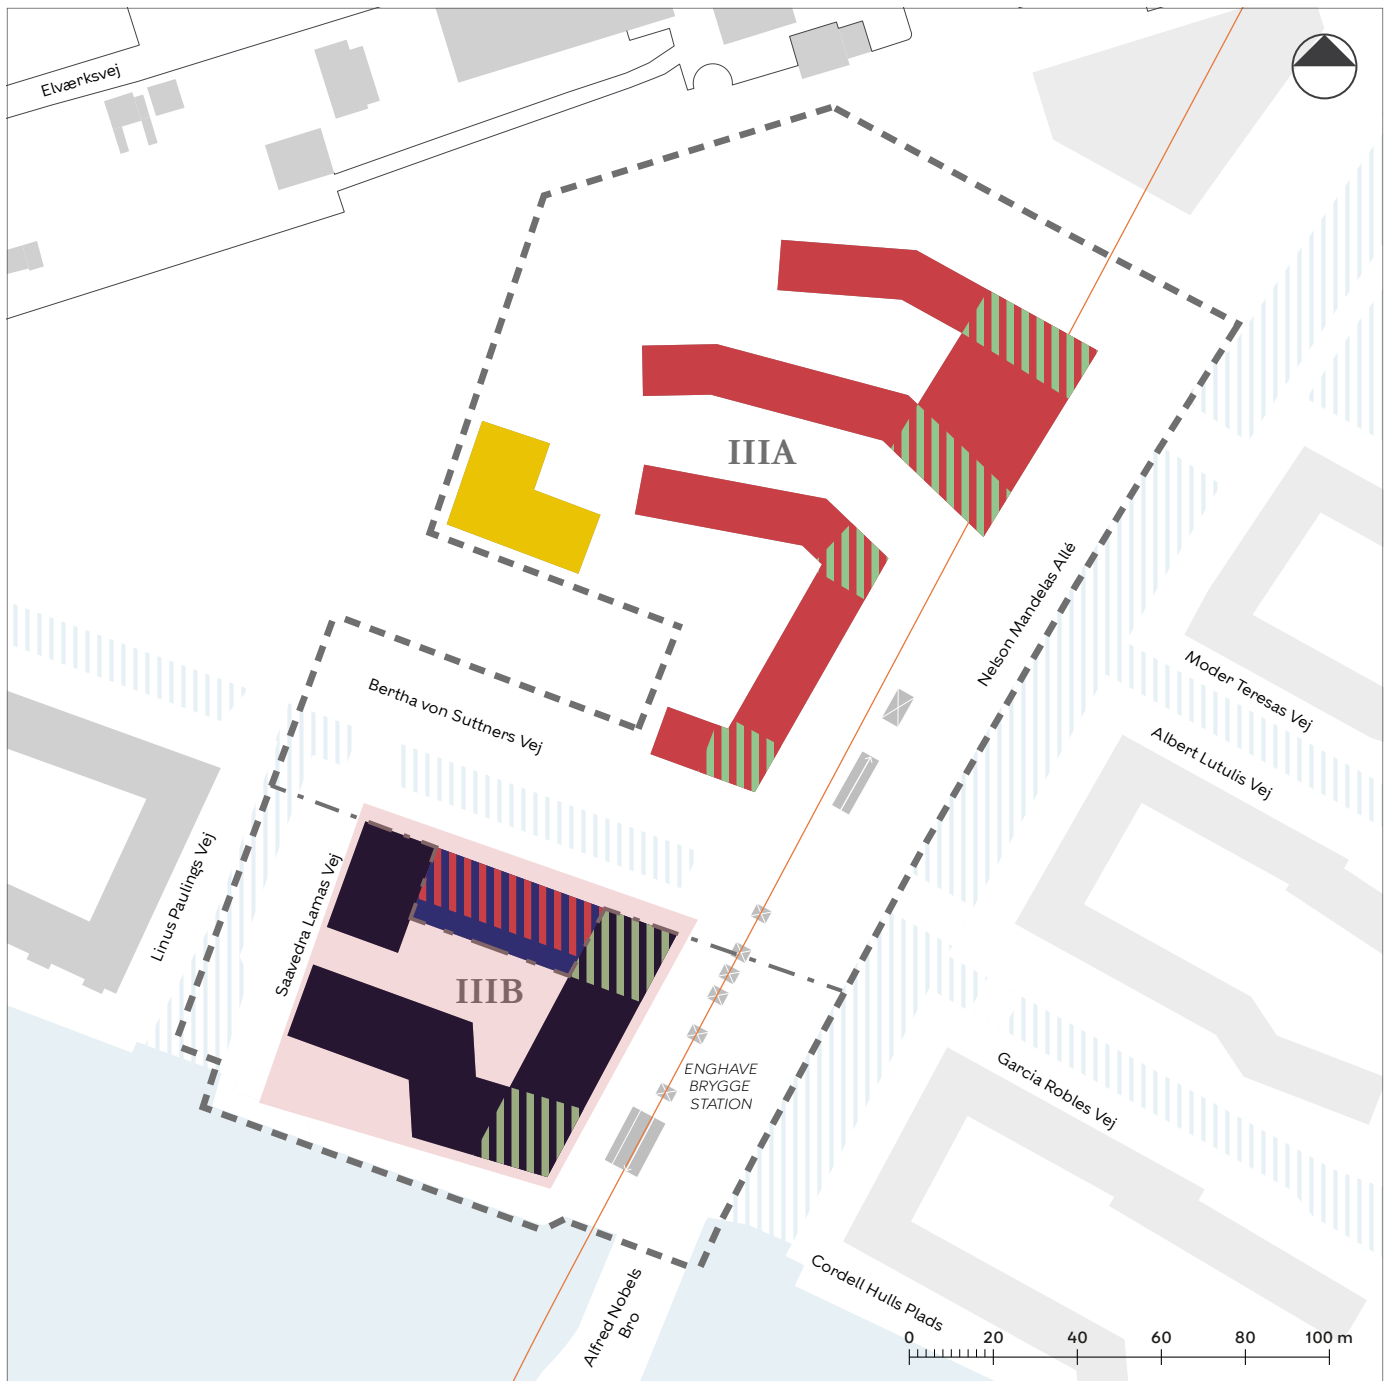 Elværksvej
IIIA
Nelson Mandelas Allé
Moder Teresas Vej
Bertha von Suttners Vej
Albert Lutulis Vej
Linus Paulings Vej
Saavedra Lamas Vej
IIIB
ENGHAVE
BRYGGE
STATION
Garcia Robles Vej
Cordell Hulls Plads
Alfred Nobels
Bro
0 20 40 60 80 100 m